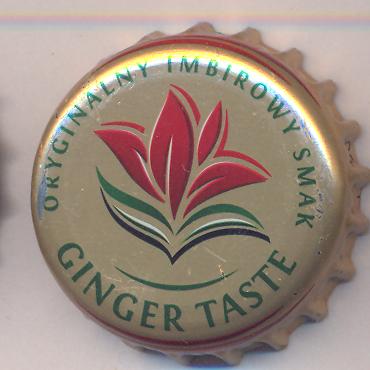 ORYGINALNY IMBIROWY SMAK
GINGER TASTE